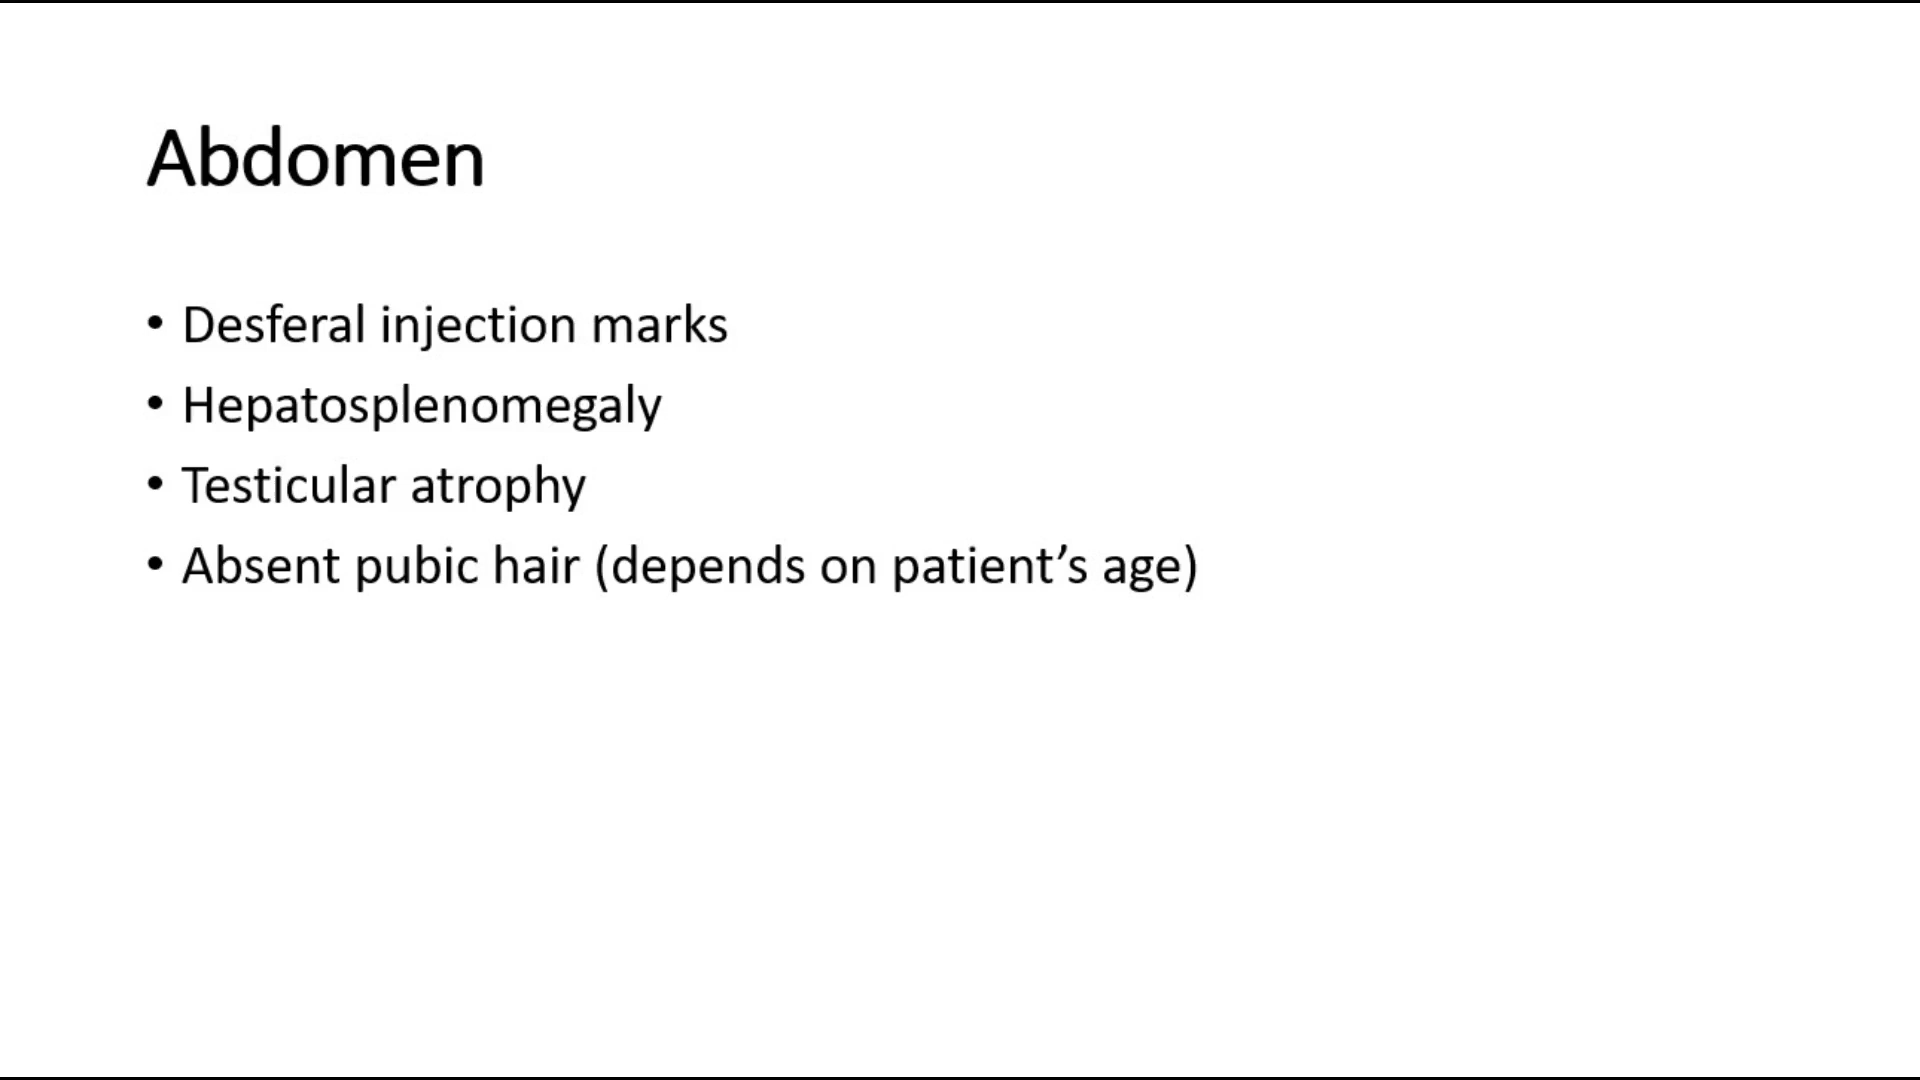 Abdomen
• Desferal injection marks
• Hepatosplenomegaly
• Testicular atrophy
• Absent pubic hair (depends on patient’s age)